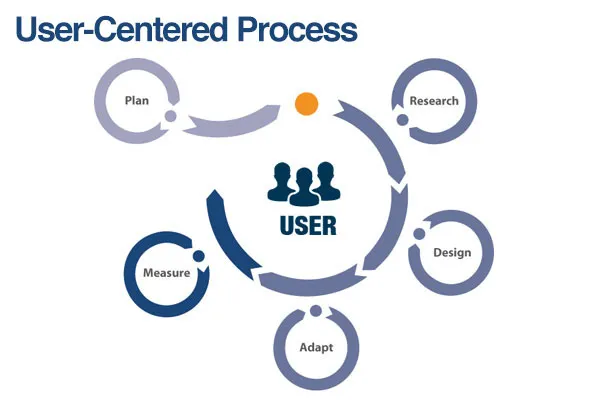 User-Centered Process
Plan
Research
USER
Design
Measure
Adapt